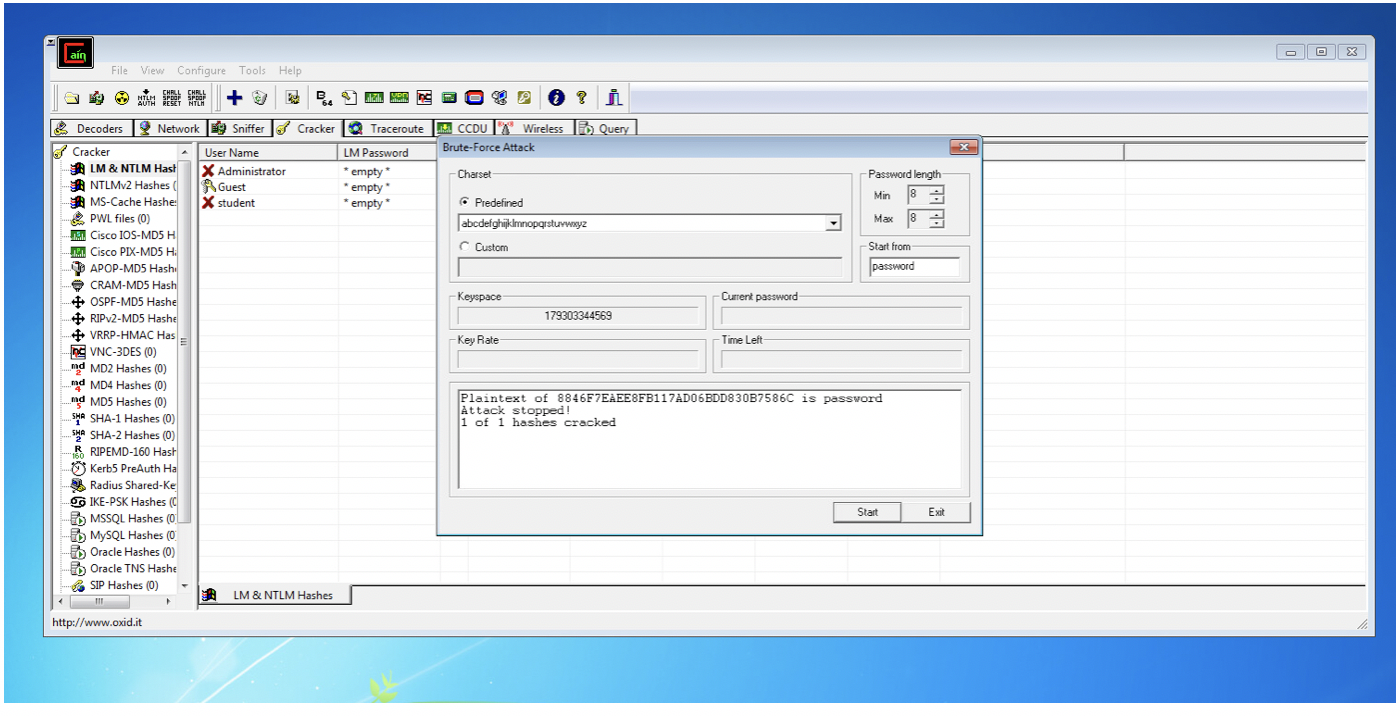 Cain
File View Configure Tools Help
NTLM AUTH CHALL SPOOF RESET CHALL SPOOF NTLM B 64
Decoders Network Sniffer Cracker Traceroute CCDU Wireless Query
Cracker
LM & NTLM Hash
NTLMv2 Hashes (
MS-Cache Hashes
PWL files (0)
Cisco IOS-MD5 H
Cisco PIX-MD5 Ha
APOP-MD5 Hash
CRAM-MD5 Hash
OSPF-MD5 Hashe
RIPv2-MD5 Hashe
VRRP-HMAC Has
VNC-3DES (0)
MD2 Hashes (0)
MD4 Hashes (0)
MD5 Hashes (0)
SHA-1 Hashes (0)
SHA-2 Hashes (0)
RIPEMD-160 Hash
Kerb5 PreAuth Ha
Radius Shared-Ke
IKE-PSK Hashes (0
MSSQL Hashes (0)
MySQL Hashes (0
Oracle Hashes (0)
Oracle TNS Hashe
SIP Hashes (0)
User Name LM Password
Administrator * empty *
Guest * empty *
student * empty *
Brute-Force Attack
Charset
Predefined
abcdefghijklmnopqrstuvwxyz
Custom
Password length
Min 8
Max 8
Start from
password
Keyspace
179303344569
Current password
Key Rate
Time Left
Plaintext of 8846F7EAEE8FB117AD06BDD830B7586C is password
Attack stopped!
1 of 1 hashes cracked
Start Exit
LM & NTLM Hashes
http://www.oxid.it